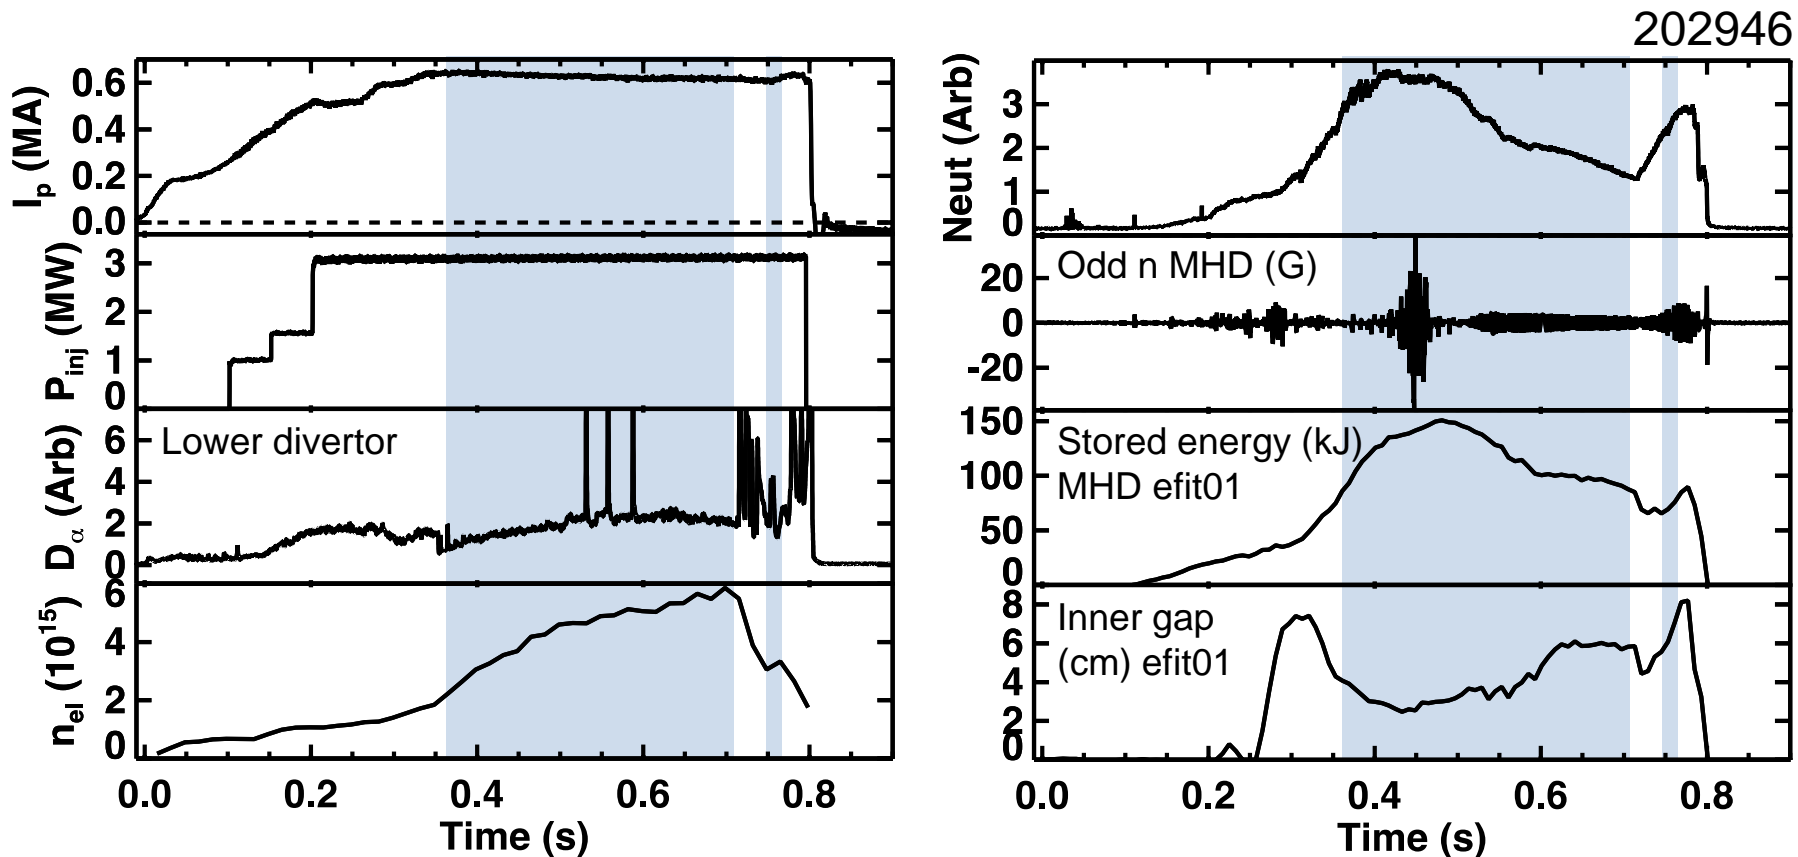 202946
I_p (MA)
0.6
0.4
0.2
0.0
P_inj (MW)
3
2
1
0
D_α (Arb)
Lower divertor
6
4
2
0
n_el (10^15)
6
4
2
0
0.0 0.2 0.4 0.6 0.8
Time (s)
Neut (Arb)
3
2
1
0
Odd n MHD (G)
20
0
-20
Stored energy (kJ)
MHD efit01
150
100
50
0
Inner gap
(cm) efit01
8
6
4
2
0
0.0 0.2 0.4 0.6 0.8
Time (s)